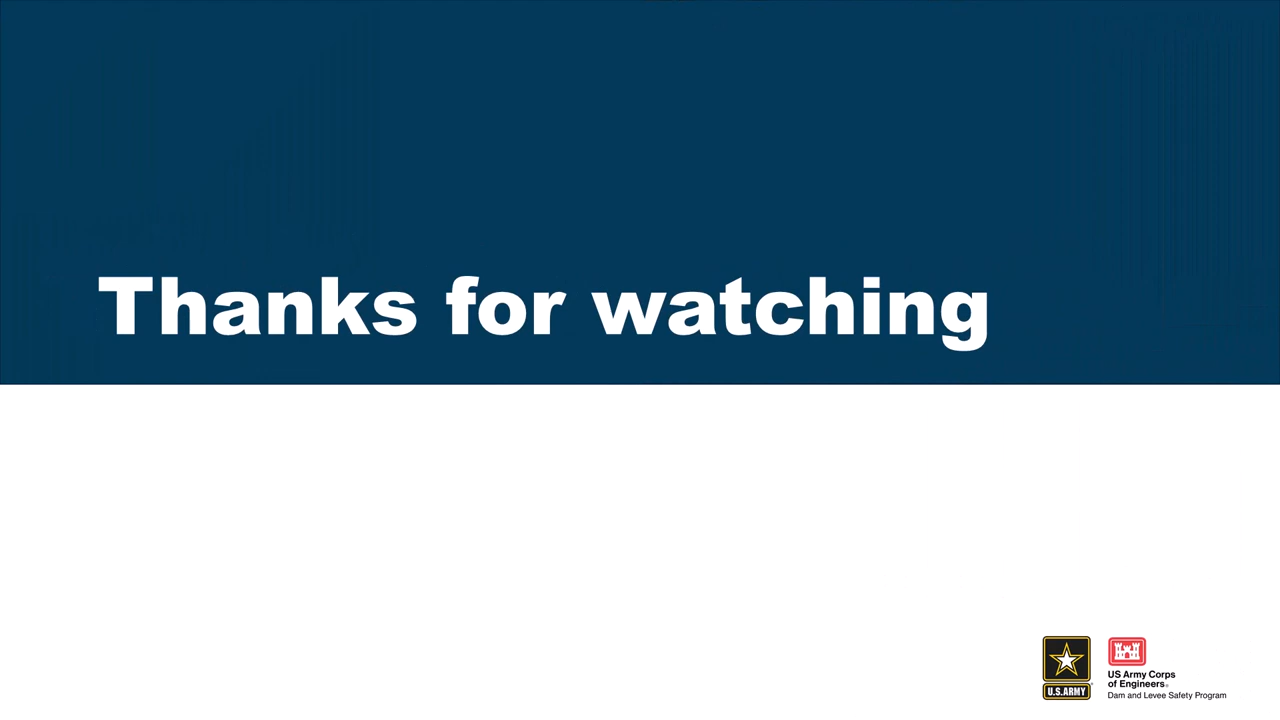 Thanks for watching
U.S.ARMY
US Army Corps
of Engineers®
Dam and Levee Safety Program